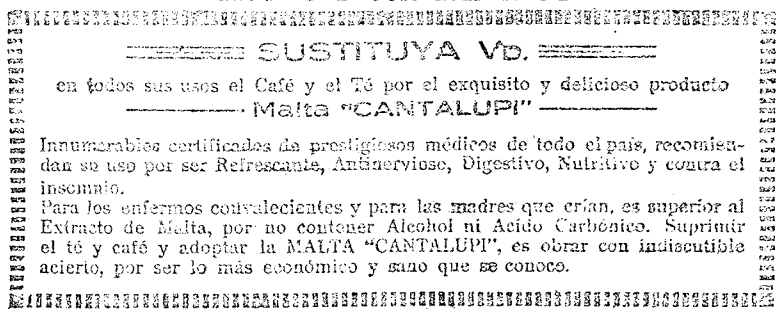 SUSTITUYA VD.
en todos sus usos el Café y el Té por el exquisito y delicioso producto
Malta "CANTALUPI"
Innumerables certificados de prestigiosos médicos de todo el país, recomien-
dan su uso por ser Refrescante, Antinervioso, Digestivo, Nutritivo y contra el
insomnio.
Para los enfermos convalecientes y para las madres que crían, es superior al
Extracto de Malta, por no contener Alcohol ni Acido Carbónico. Suprimir
el té y café y adoptar la MALTA "CANTALUPI", es obrar con indiscutible
acierto, por ser lo más económico y sano que se conoce.